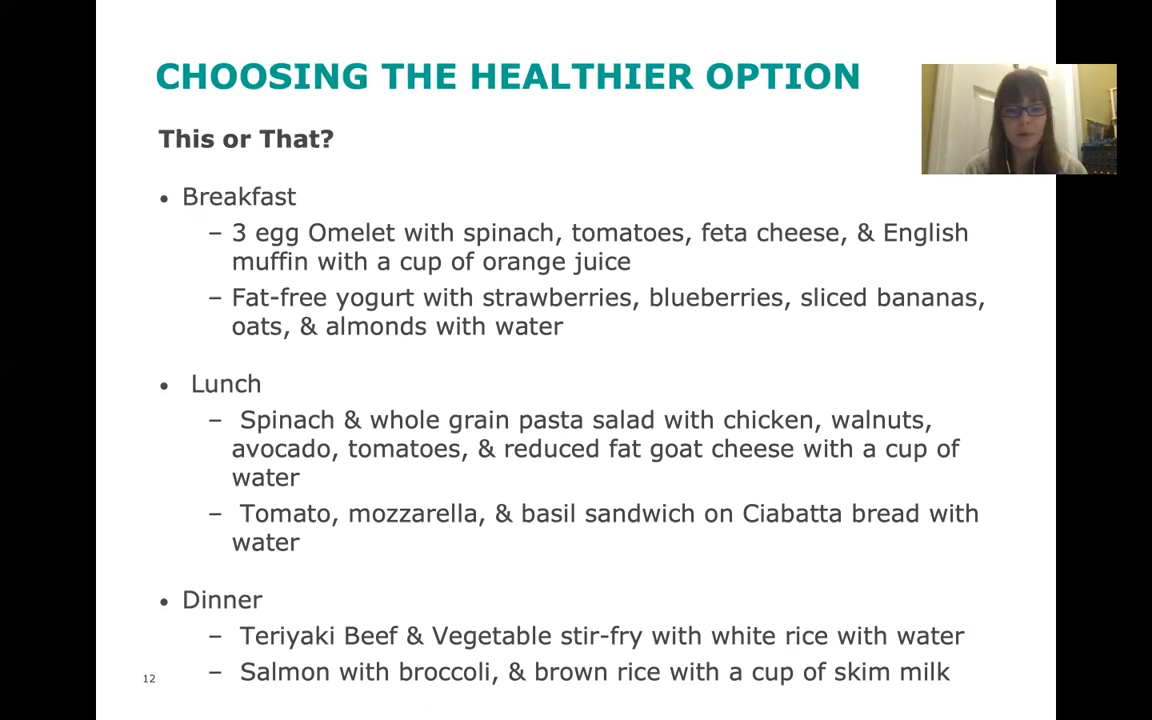 CHOOSING THE HEALTHIER OPTION
This or That?
• Breakfast
– 3 egg Omelet with spinach, tomatoes, feta cheese, & English
muffin with a cup of orange juice
– Fat-free yogurt with strawberries, blueberries, sliced bananas,
oats, & almonds with water
• Lunch
– Spinach & whole grain pasta salad with chicken, walnuts,
avocado, tomatoes, & reduced fat goat cheese with a cup of
water
– Tomato, mozzarella, & basil sandwich on Ciabatta bread with
water
• Dinner
– Teriyaki Beef & Vegetable stir-fry with white rice with water
– Salmon with broccoli, & brown rice with a cup of skim milk
12